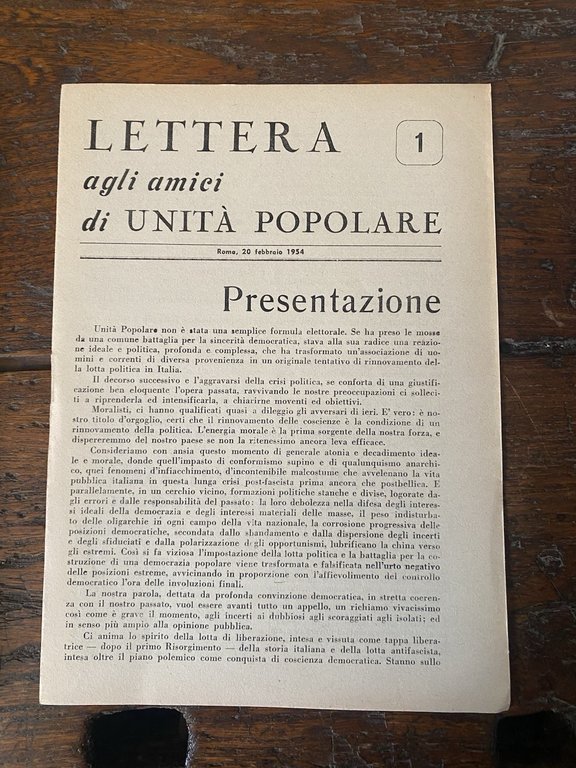 LETTERA
1
agli amici
di UNITÀ POPOLARE
Roma, 20 febbraio 1954
Presentazione
Unità Popolare non è stata una semplice formula elettorale. Se ha preso le mosse
da una comune battaglia per la sincerità democratica, stava alla sua radice una reazio-
ne ideale e politica, profonda e complessa, che ha trasformato un'associazione di uo-
mini e correnti di diversa provenienza in un originale tentativo di rinnovamento del-
la lotta politica in Italia.
Il decorso successivo e l'aggravarsi della crisi politica, se conforta di una giustifi-
cazione ben eloquente l'opera passata, ravvivando le nostre preoccupazioni ci solleci-
ti a riprenderla ed intensificarla, a chiarirne moventi ed obiettivi.
Moralisti, ci hanno qualificati quasi a dileggio gli avversari di ieri. E' vero: è no-
stro titolo d'orgoglio, certi che il rinnovamento delle coscienze è la condizione di un
rinnovamento della politica. L'energia morale è la prima sorgente della nostra forza, e
dispereremmo del nostro paese se non la ritenessimo ancora leva efficace.
Consideriamo con ansia questo momento di generale atonia e decadimento idea-
le e morale, donde quell'impasto di conformismo supino e di qualunquismo anarchi-
co, quei fenomeni d'infiacchimento, d'incontenibile malcostume che avvelenano la vita
pubblica italiana in questa lunga crisi post-fascista prima ancora che postbellica. E
parallelamente, in un cerchio vicino, formazioni politiche stanche e divise, logorate da-
gli errori e dalle responsabilità del passato: la loro debolezza nella difesa degli interes-
si ideali della democrazia e degli interessi materiali delle masse, il peso indisturba-
to delle oligarchie in ogni campo della vita nazionale, la corrosione progressiva delle
posizioni democratiche, secondata dallo sbandamento e dalla dispersione degli incerti
e degli sfiduciati e dalla polarizzazione d gli opportunismi, lubrificano la china verso
gli estremi. Così si fa viziosa l'impostazione della lotta politica e la battaglia per la co-
struzione di una democrazia popolare viene trasformata e falsificata nell'urto negativo
delle posizioni estreme, avvicinando in proporzione con l'affievolimento del controllo
democratico l'ora delle involuzioni finali.
La nostra parola, dettata da profonda convinzione democratica, in stretta coeren-
za con il nostro passato, vuol essere avanti tutto un appello, un richiamo vivacissimo
così come è grave il momento, agli incerti ai dubbiosi agli scoraggiati agli isolati; ed
in senso più ampio alla opinione pubblica.
Ci anima lo spirito della lotta di liberazione, intesa e vissuta come tappa libera-
trice — dopo il primo Risorgimento — della storia italiana e della lotta antifascista,
intesa oltre il piano polemico come conquista di coscienza democratica. Stanno sullo